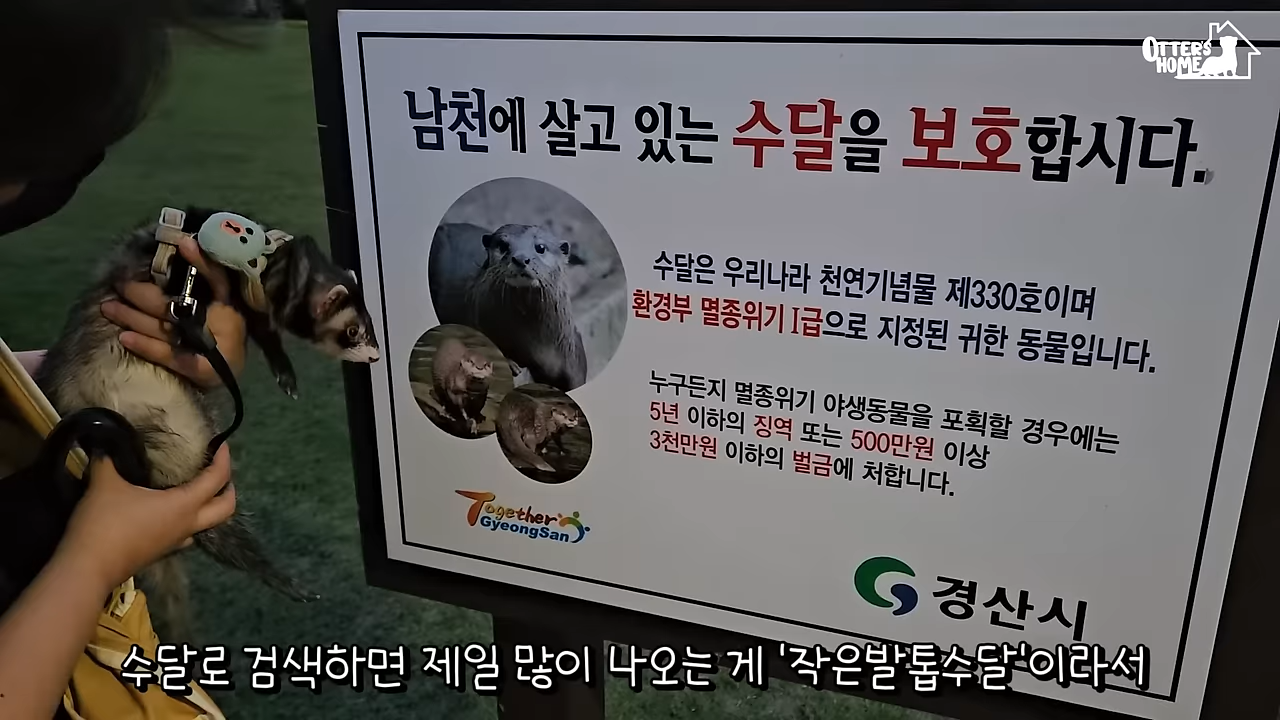 OTTER'S
HOME
남천에 살고 있는 수달을 보호합시다.
수달은 우리나라 천연기념물 제330호이며
환경부 멸종위기 I급으로 지정된 귀한 동물입니다.
누구든지 멸종위기 야생동물을 포획할 경우에는
5년 이하의 징역 또는 500만원 이상
3천만원 이하의 벌금에 처합니다.
Together
GyeongSan
경산시
수달로 검색하면 제일 많이 나오는 게 '작은발톱수달'이라서